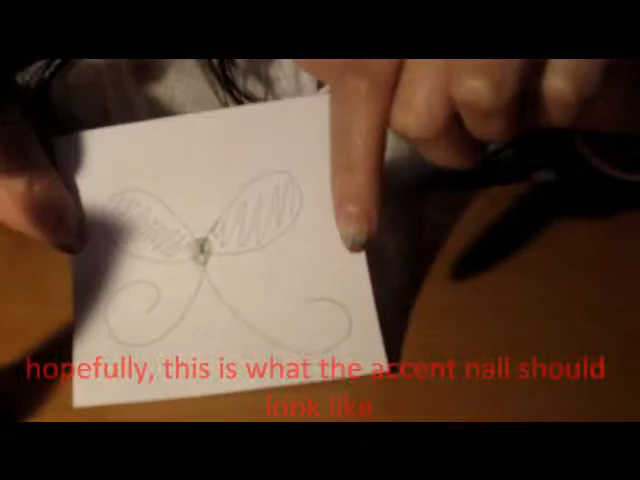 hopefully, this is what the accent nail should
look like